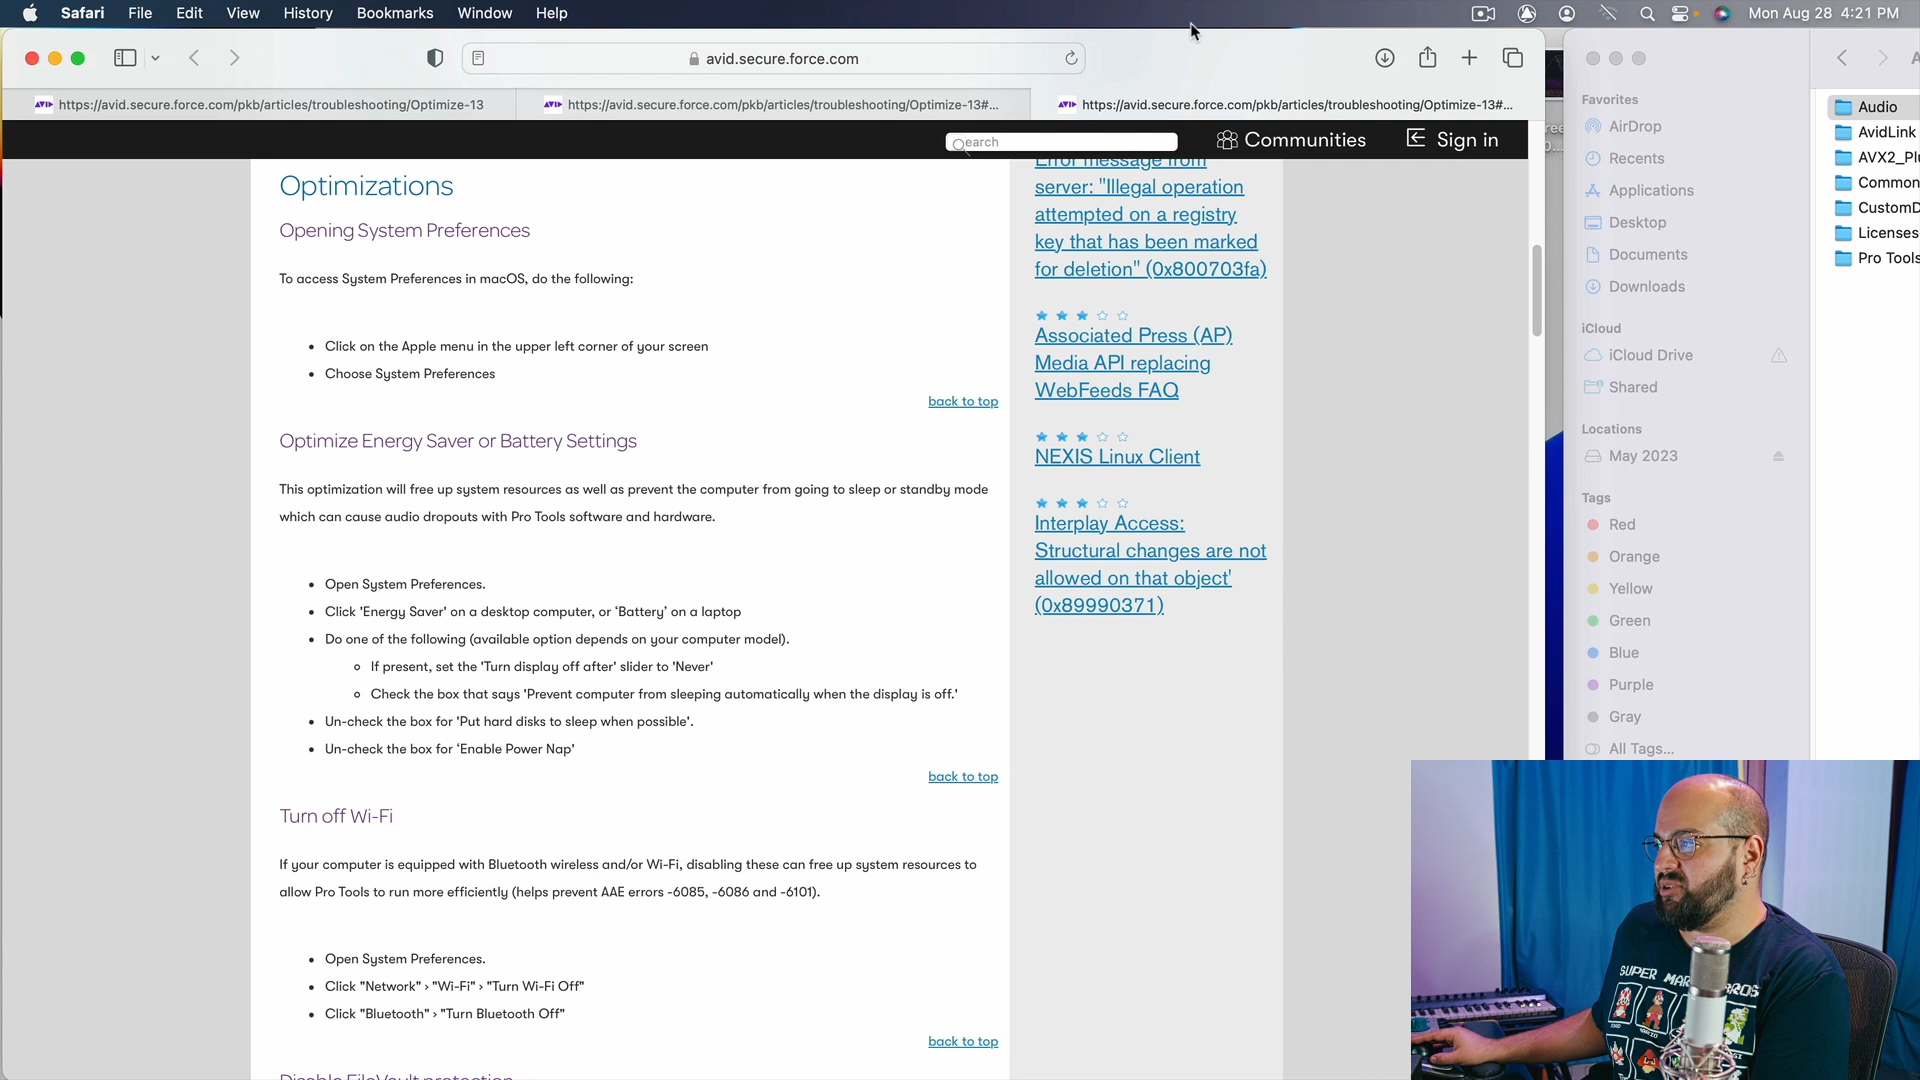 Safari File Edit View History Bookmarks Window Help Mon Aug 28 4:21 PM
avid.secure.force.com
AVID https://avid.secure.force.com/pkb/articles/troubleshooting/Optimize-13
AVID https://avid.secure.force.com/pkb/articles/troubleshooting/Optimize-13#...
AVID https://avid.secure.force.com/pkb/articles/troubleshooting/Optimize-13#...
earch Communities Sign in
Optimizations
Opening System Preferences
To access System Preferences in macOS, do the following:
• Click on the Apple menu in the upper left corner of your screen
• Choose System Preferences
back to top
Optimize Energy Saver or Battery Settings
This optimization will free up system resources as well as prevent the computer from going to sleep or standby mode
which can cause audio dropouts with Pro Tools software and hardware.
• Open System Preferences.
• Click 'Energy Saver' on a desktop computer, or ‘Battery’ on a laptop
• Do one of the following (available option depends on your computer model).
If present, set the 'Turn display off after' slider to 'Never'
Check the box that says 'Prevent computer from sleeping automatically when the display is off.'
• Un-check the box for 'Put hard disks to sleep when possible'.
• Un-check the box for ‘Enable Power Nap'
back to top
Turn off Wi-Fi
If your computer is equipped with Bluetooth wireless and/or Wi-Fi, disabling these can free up system resources to
allow Pro Tools to run more efficiently (helps prevent AAE errors -6085, -6086 and -6101).
• Open System Preferences.
• Click "Network" › "Wi-Fi" › "Turn Wi-Fi Off"
• Click "Bluetooth" › "Turn Bluetooth Off"
back to top
Disable FileVault protection
Error message from
server: "Illegal operation
attempted on a registry
key that has been marked
for deletion" (0x800703fa)
Associated Press (AP)
Media API replacing
WebFeeds FAQ
NEXIS Linux Client
Interplay Access:
Structural changes are not
allowed on that object'
(0x89990371)
Favorites
AirDrop
Recents
Applications
Desktop
Documents
Downloads
iCloud
iCloud Drive
Shared
Locations
May 2023
Tags
Red
Orange
Yellow
Green
Blue
Purple
Gray
All Tags...
A
Audio
AvidLink
AVX2_Plu
Common
CustomD
Licenses
Pro Tools
SUPER MAR ROS